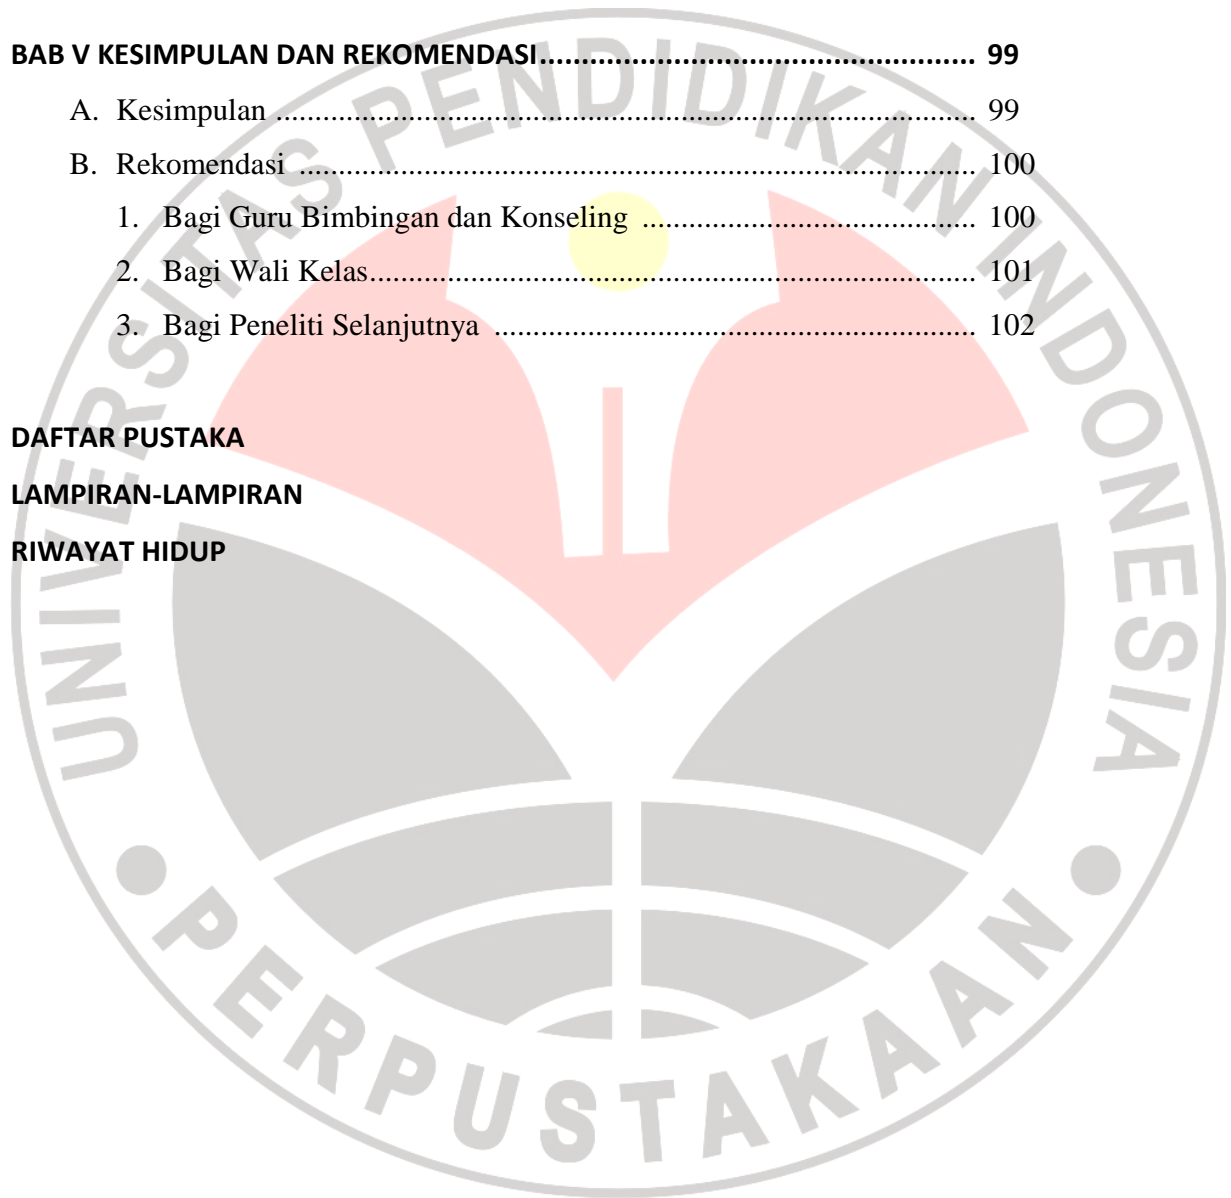 BAB V KESIMPULAN DAN REKOMENDASI.................................................... 99
A. Kesimpulan .......................................................................................... 99
B. Rekomendasi ....................................................................................... 100
1. Bagi Guru Bimbingan dan Konseling ........................................... 100
2. Bagi Wali Kelas.............................................................................. 101
3. Bagi Peneliti Selanjutnya .............................................................. 102
DAFTAR PUSTAKA
LAMPIRAN-LAMPIRAN
RIWAYAT HIDUP
UNIVERSITAS PENDIDIKAN INDONESIA
PERPUSTAKAAN